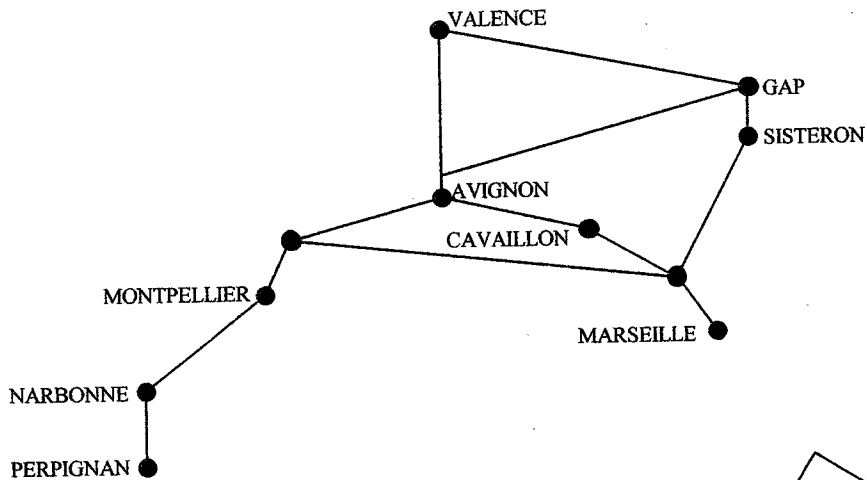 VALENCE
GAP
SISTERON
AVIGNON
CAVAILLON
MONTPELLIER
MARSEILLE
NARBONNE
PERPIGNAN